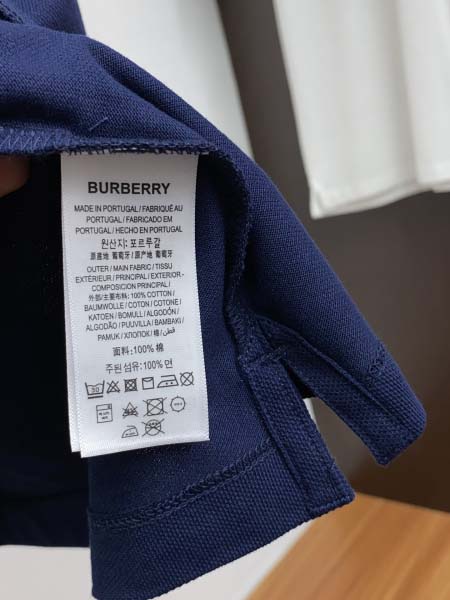 BURBERRY
MADE IN PORTUGAL / FABRIQUÉ AU
PORTUGAL / FABRICADO EM
PORTUGAL / HECHO EN PORTUGAL
원산지: 포르투갈
原産地 葡萄牙 / 原产地 葡萄牙
OUTER / MAIN FABRIC / TISSU
EXTÉRIEUR / PRINCIPAL / EXTERIOR -
COMPOSICION PRINCIPAL /
外部/主要布料: 100% COTTON /
BAUMWOLLE / COTON / COTONE /
KATOEN / BOMULL / ALGODÓN /
ALGODÃO / PUUVILLA / BAMBAKI /
PAMUK / ХЛОПОК / 棉 / قطن
面料: 100% 棉
주원 섬유: 100% 면
30